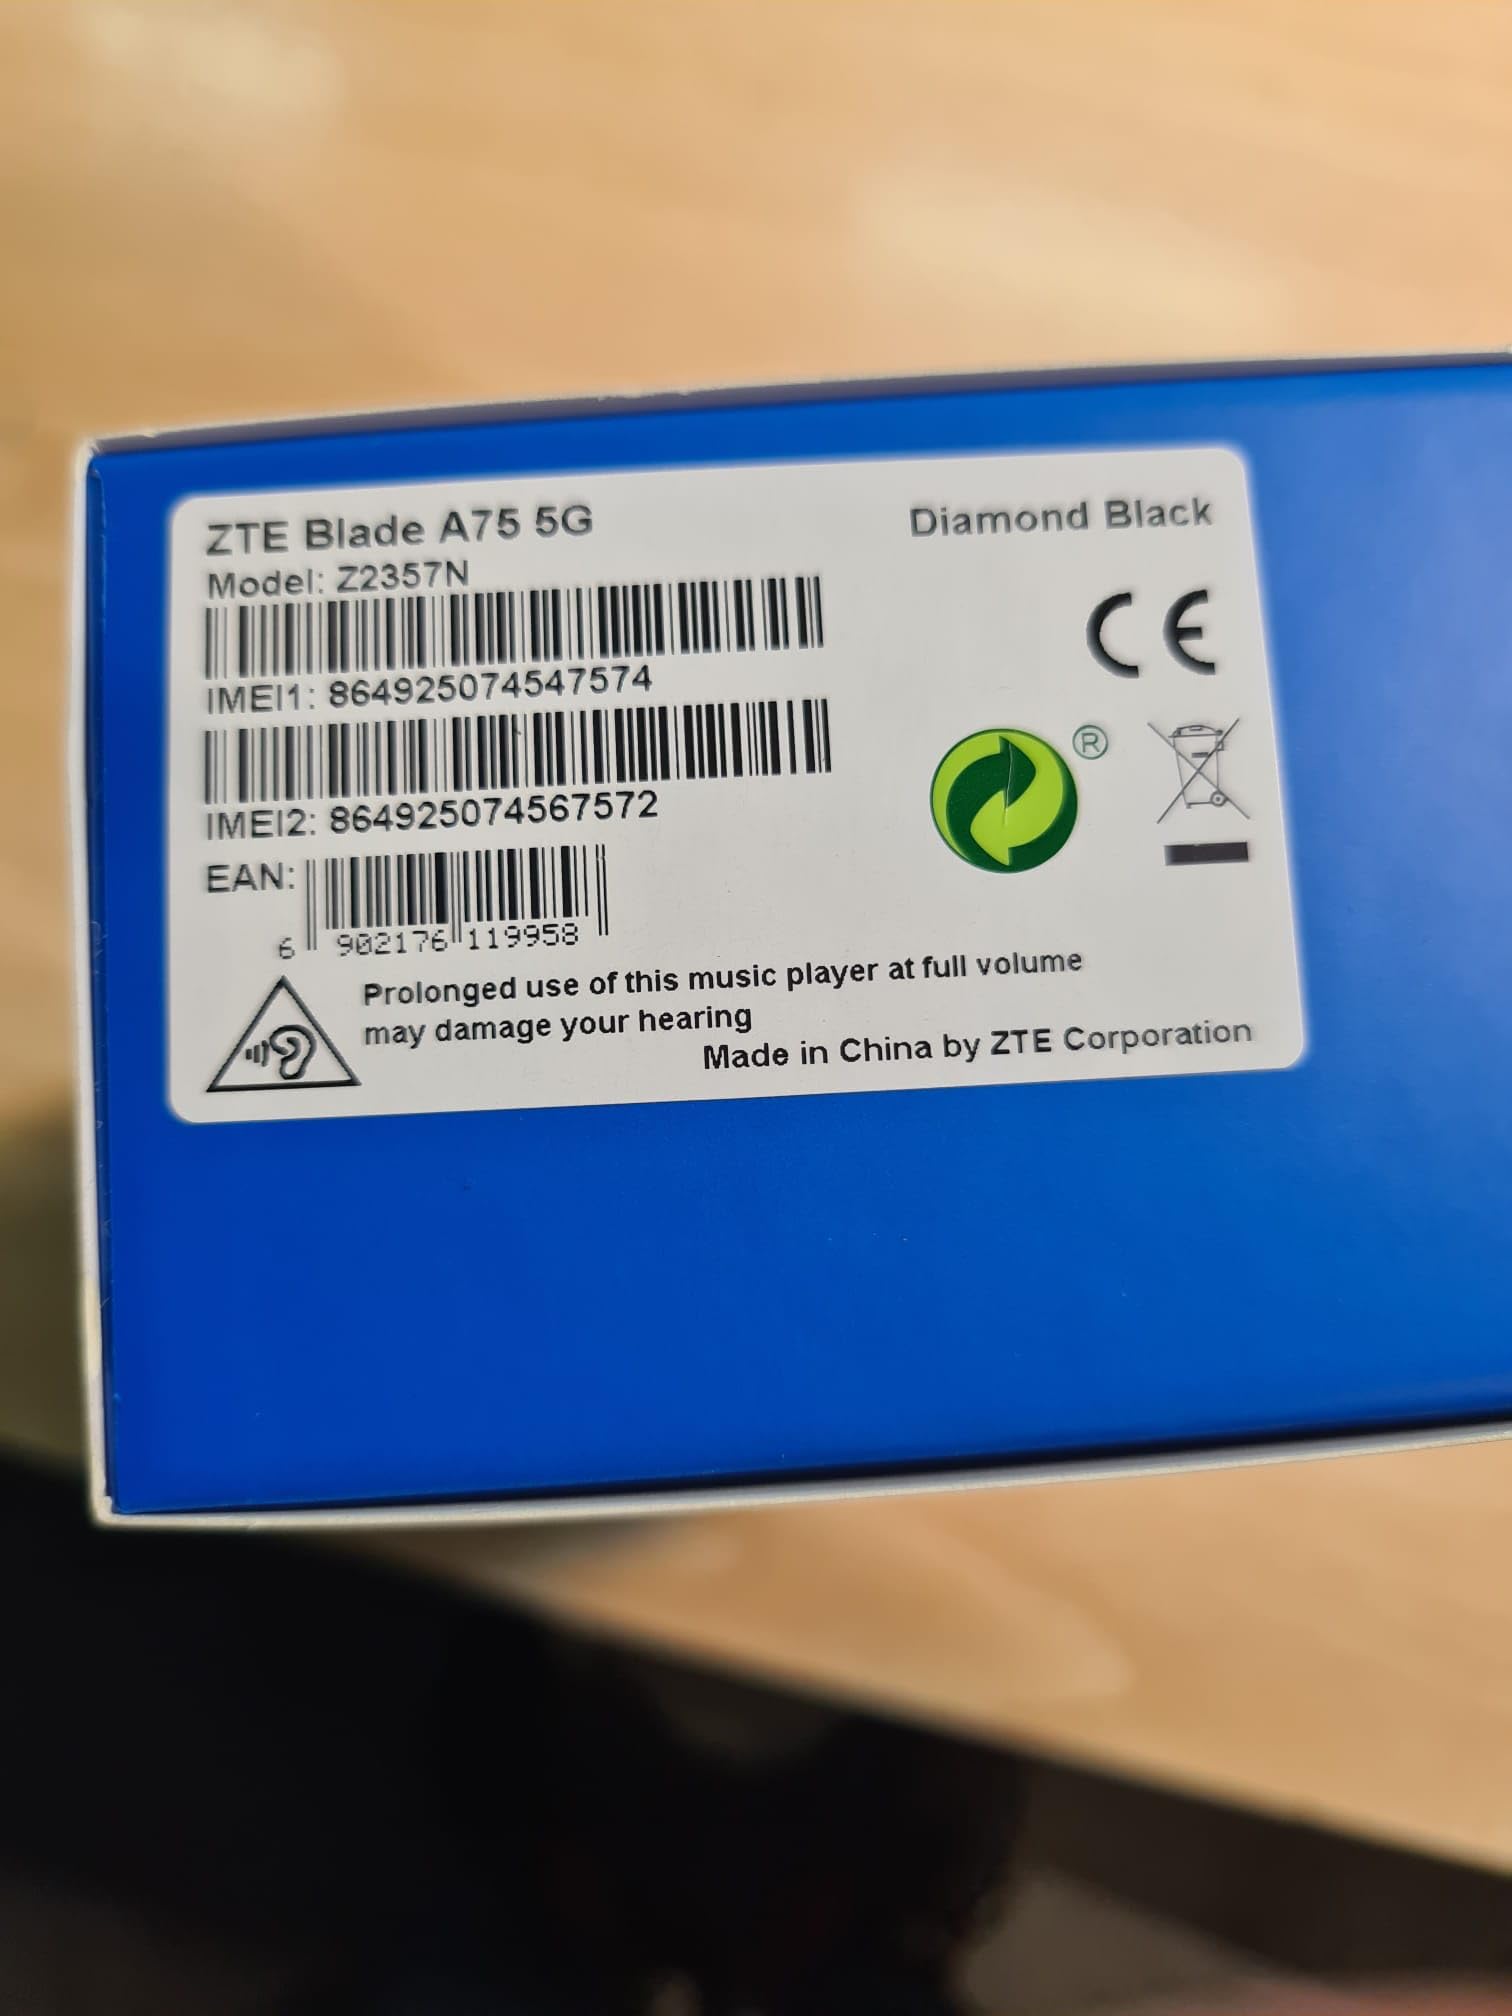 ZTE Blade A75 5G
Diamond Black
Model: Z2357N
CE
IMEI1: 864925074547574
IMEI2: 864925074567572
®
EAN:
6 902176 119958
Prolonged use of this music player at full volume
may damage your hearing
Made in China by ZTE Corporation